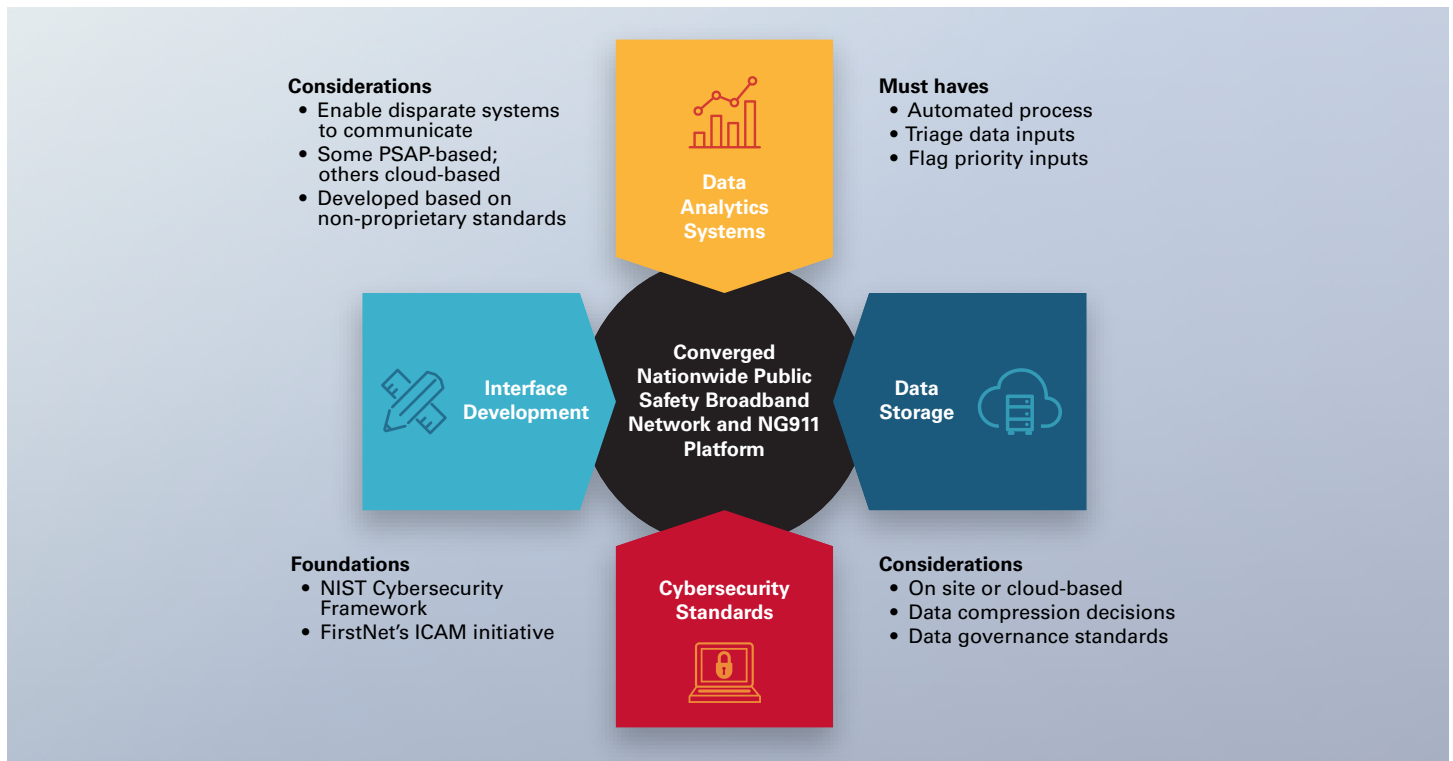 Considerations
• Enable disparate systems
to communicate
• Some PSAP-based;
others cloud-based
• Developed based on
non-proprietary standards
Data
Analytics
Systems
Must haves
• Automated process
• Triage data inputs
• Flag priority inputs
Interface
Development
Converged
Nationwide Public
Safety Broadband
Network and NG911
Platform
Data
Storage
Foundations
• NIST Cybersecurity
Framework
• FirstNet’s ICAM initiative
Cybersecurity
Standards
Considerations
• On site or cloud-based
• Data compression decisions
• Data governance standards